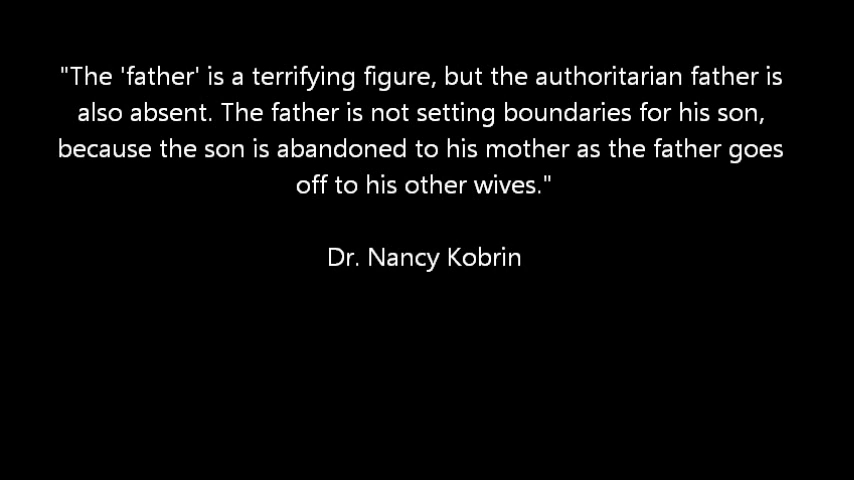 "The 'father' is a terrifying figure, but the authoritarian father is
also absent. The father is not setting boundaries for his son,
because the son is abandoned to his mother as the father goes
off to his other wives."
Dr. Nancy Kobrin